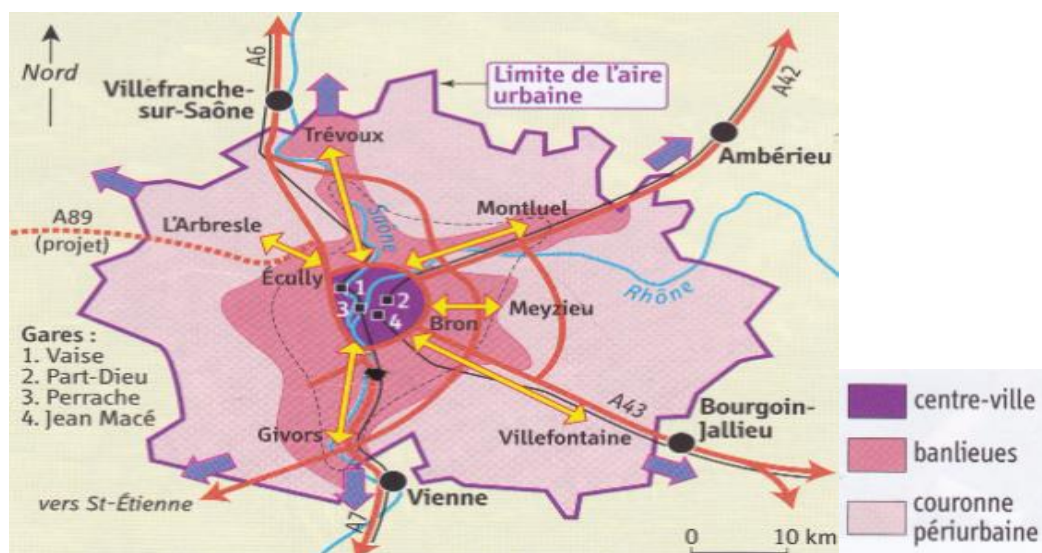 Nord
A6
Villefranche-
sur-Saône
Limite de l'aire
urbaine
A42
Trévoux
Ambérieu
A89
(projet)
L'Arbresle
Saône
Montluel
Écully
1
2
3
4
Bron
Meyzieu
Rhône
Gares :
1. Vaise
2. Part-Dieu
3. Perrache
4. Jean Macé
Givors
Villefontaine
A43
Bourgoin-
Jallieu
vers St-Étienne
A7
Vienne
0 10 km
centre-ville
banlieues
couronne
périurbaine